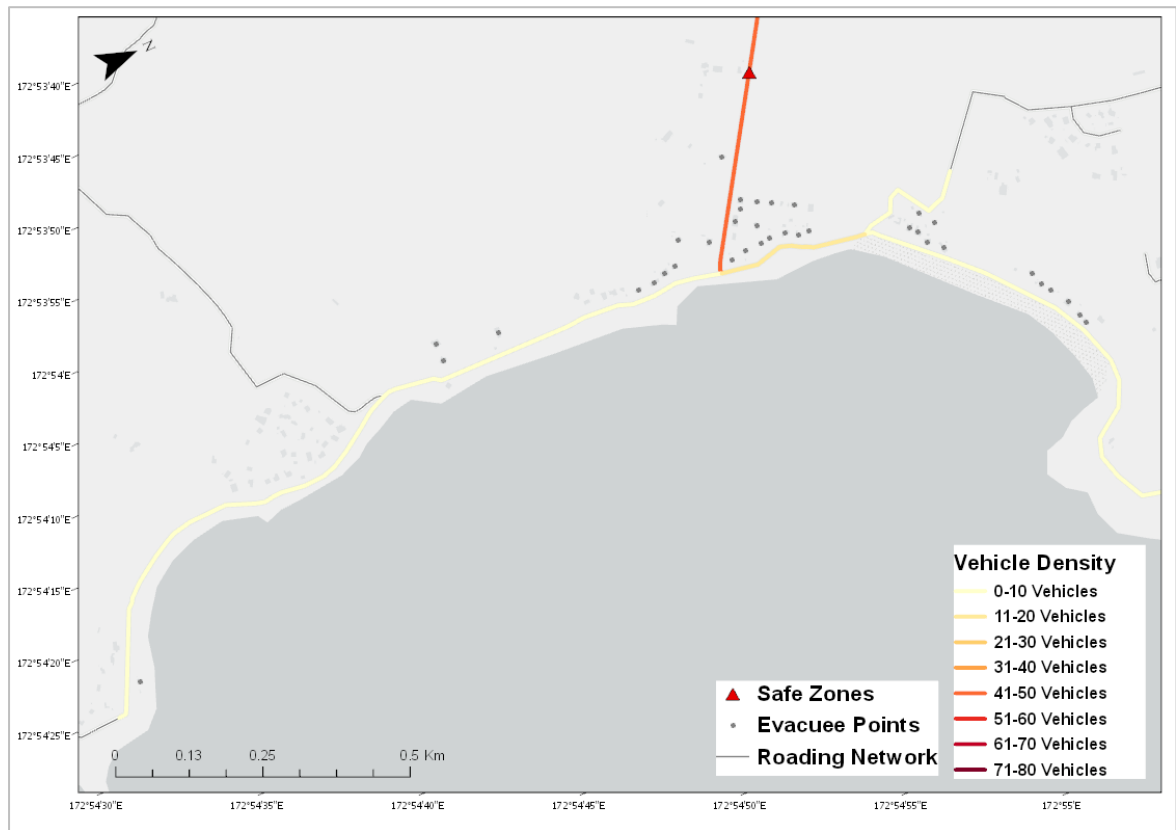 N
172°53'40"E
172°53'45"E
172°53'50"E
172°53'55"E
172°54'E
172°54'5"E
172°54'10"E
172°54'15"E
172°54'20"E
172°54'25"E
Vehicle Density
0-10 Vehicles
11-20 Vehicles
21-30 Vehicles
31-40 Vehicles
41-50 Vehicles
51-60 Vehicles
61-70 Vehicles
71-80 Vehicles
Safe Zones
Evacuee Points
Roading Network
0 0.13 0.25 0.5 Km
172°54'30"E 172°54'35"E 172°54'40"E 172°54'45"E 172°54'50"E 172°54'55"E 172°55'E